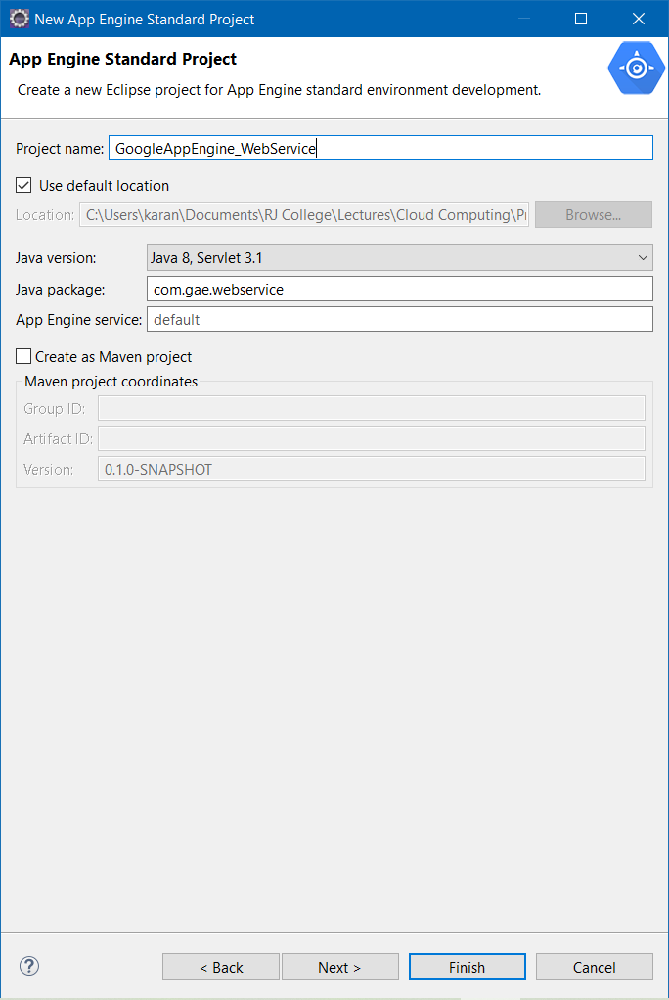 New App Engine Standard Project
App Engine Standard Project
Create a new Eclipse project for App Engine standard environment development.
Project name: GoogleAppEngine_WebService
Use default location
Location: C:\Users\karan\Documents\RJ College\Lectures\Cloud Computing\ Browse...
Java version: Java 8, Servlet 3.1
Java package: com.gae.webservice
App Engine service: default
Create as Maven project
Maven project coordinates
Group ID:
Artifact ID:
Version: 0.1.0-SNAPSHOT
? < Back Next > Finish Cancel